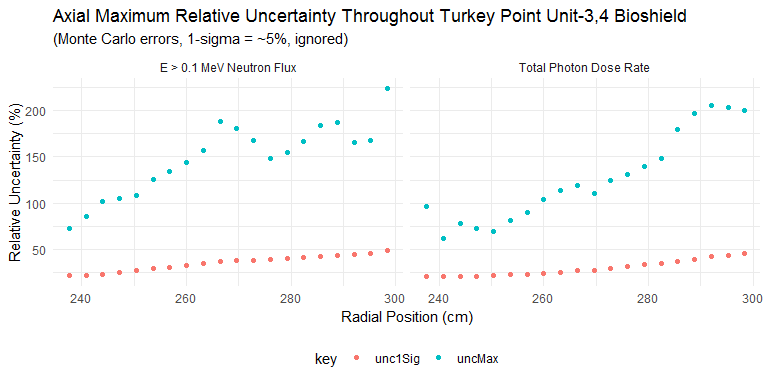 Axial Maximum Relative Uncertainty Throughout Turkey Point Unit-3,4 Bioshield
(Monte Carlo errors, 1-sigma = ~5%, ignored)
E > 0.1 MeV Neutron Flux
Total Photon Dose Rate
Relative Uncertainty (%)
200
150
100
50
240 260 280 300
240 260 280 300
Radial Position (cm)
key unc1Sig uncMax